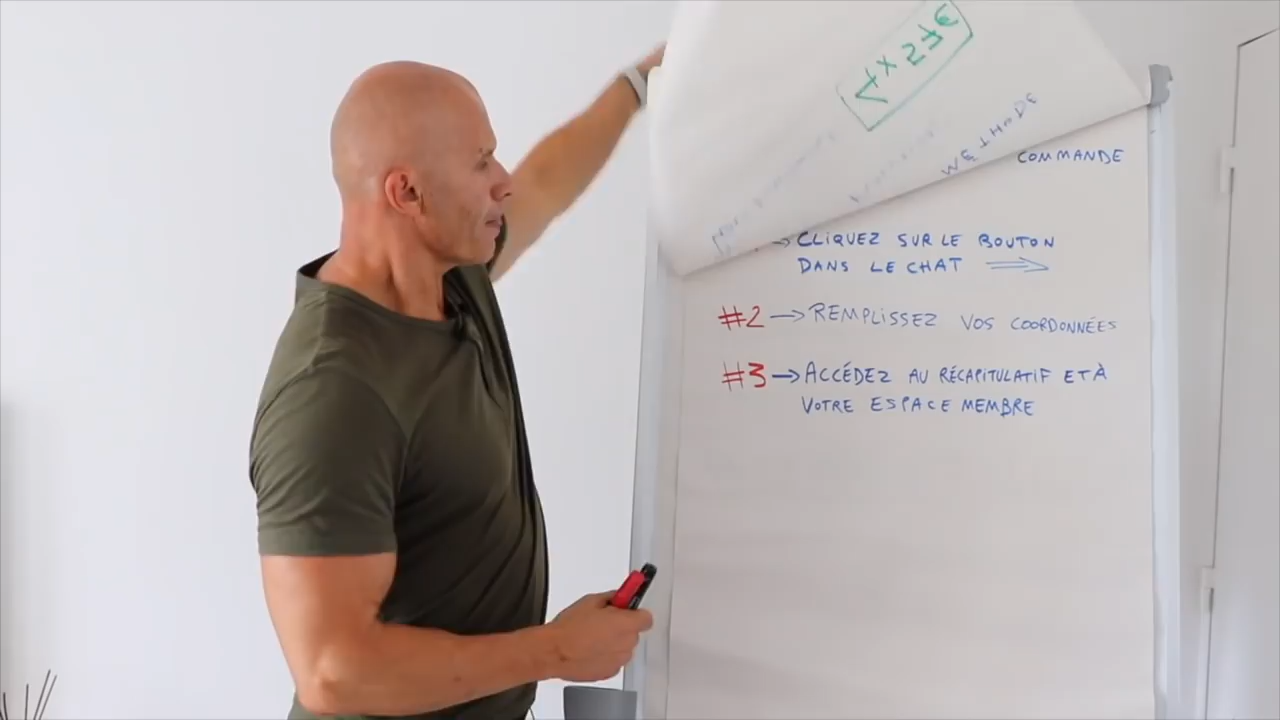 METHODE
COMMANDE
→ CLIQUEZ SUR LE BOUTON
DANS LE CHAT ⟹
#2 → REMPLISSEZ VOS COORDONNÉES
#3 → ACCÉDEZ AU RÉCAPITULATIF ET À
VOTRE ESPACE MEMBRE